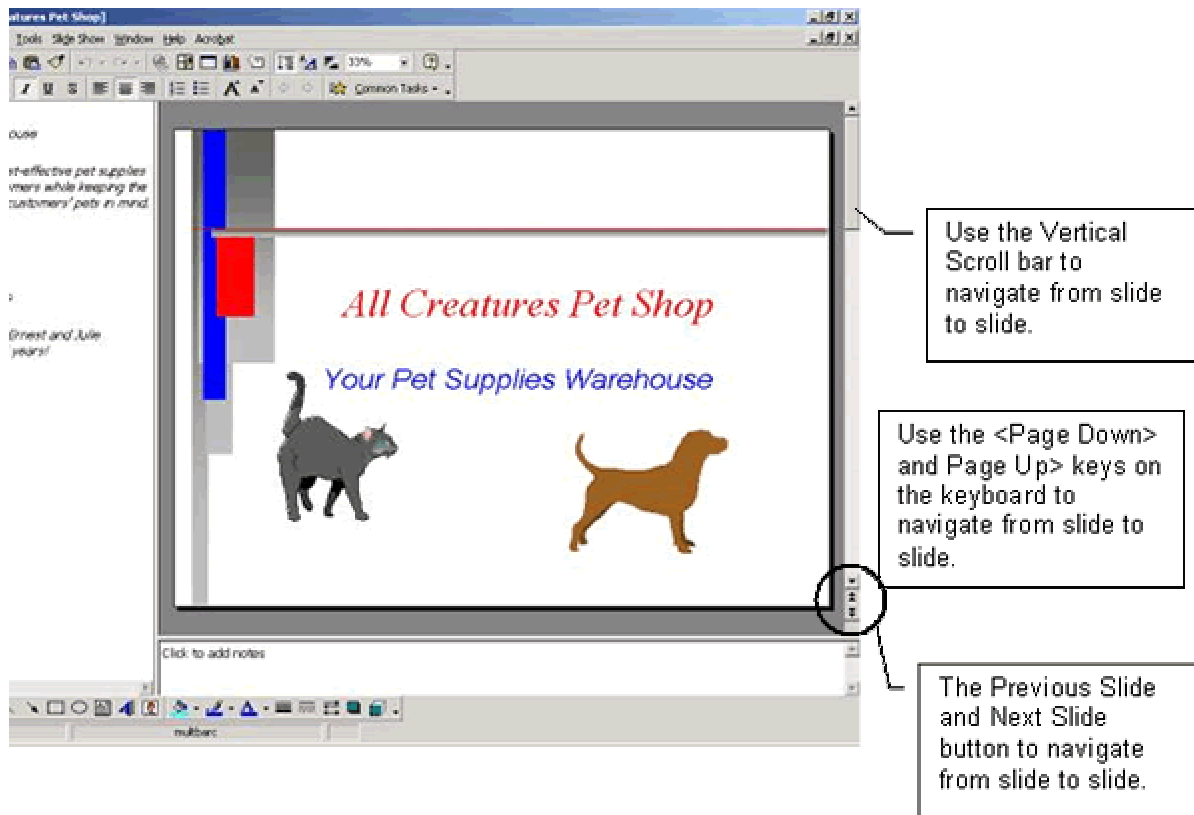 atures Pet Shop]
Tools Slide Show Window Help Acrobat
33%
I U S A A Common Tasks
ouse
st-effective pet supplies
mers while keeping the
customers' pets in mind.
s
Ernest and Julie
years!
All Creatures Pet Shop
Your Pet Supplies Warehouse
Click to add notes
multbarc
Use the Vertical
Scroll bar to
navigate from slide
to slide.
Use the <Page Down>
and Page Up> keys on
the keyboard to
navigate from slide to
slide.
The Previous Slide
and Next Slide
button to navigate
from slide to slide.